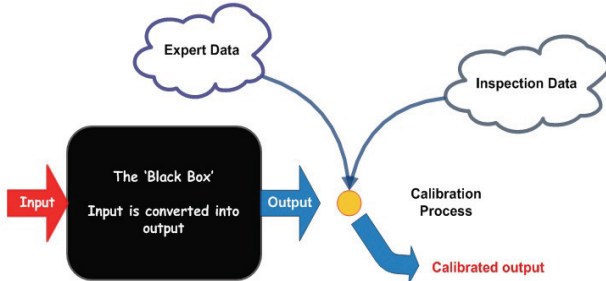 Expert Data
Inspection Data
The 'Black Box'
Input is converted into
output
Input
Output
Calibration
Process
Calibrated output